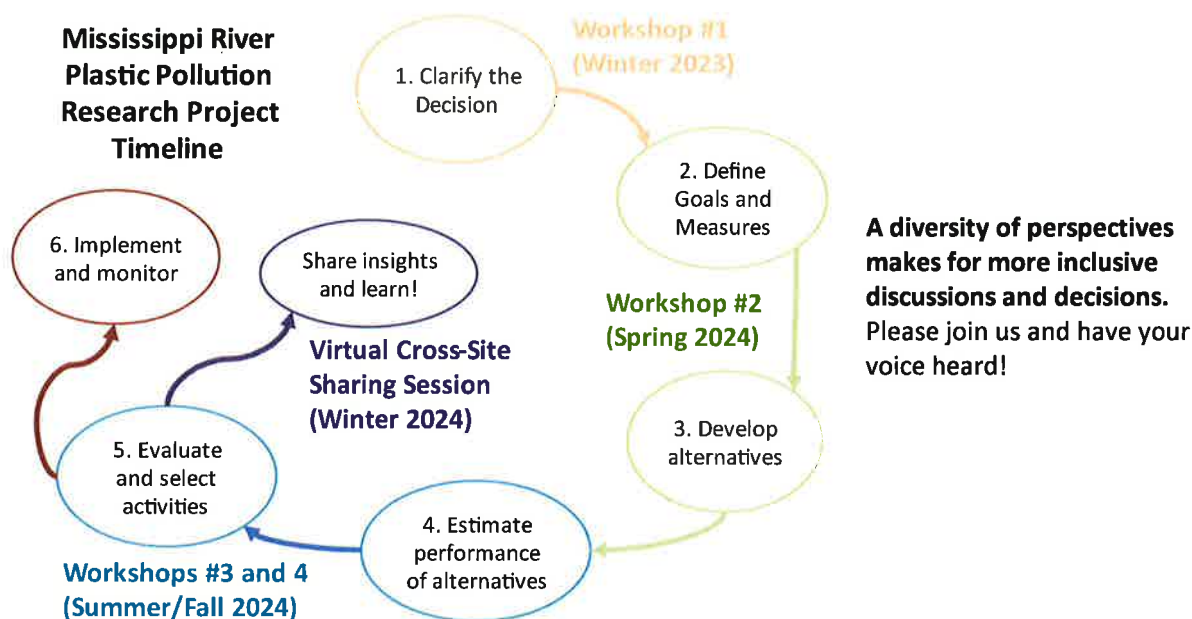 Mississippi River
Plastic Pollution
Research Project
Timeline
Workshop #1
(Winter 2023)
1. Clarify the
Decision
2. Define
Goals and
Measures
A diversity of perspectives
makes for more inclusive
discussions and decisions.
Please join us and have your
voice heard!
Workshop #2
(Spring 2024)
3. Develop
alternatives
4. Estimate
performance
of alternatives
Workshops #3 and 4
(Summer/Fall 2024)
5. Evaluate
and select
activities
Virtual Cross-Site
Sharing Session
(Winter 2024)
Share insights
and learn!
6. Implement
and monitor